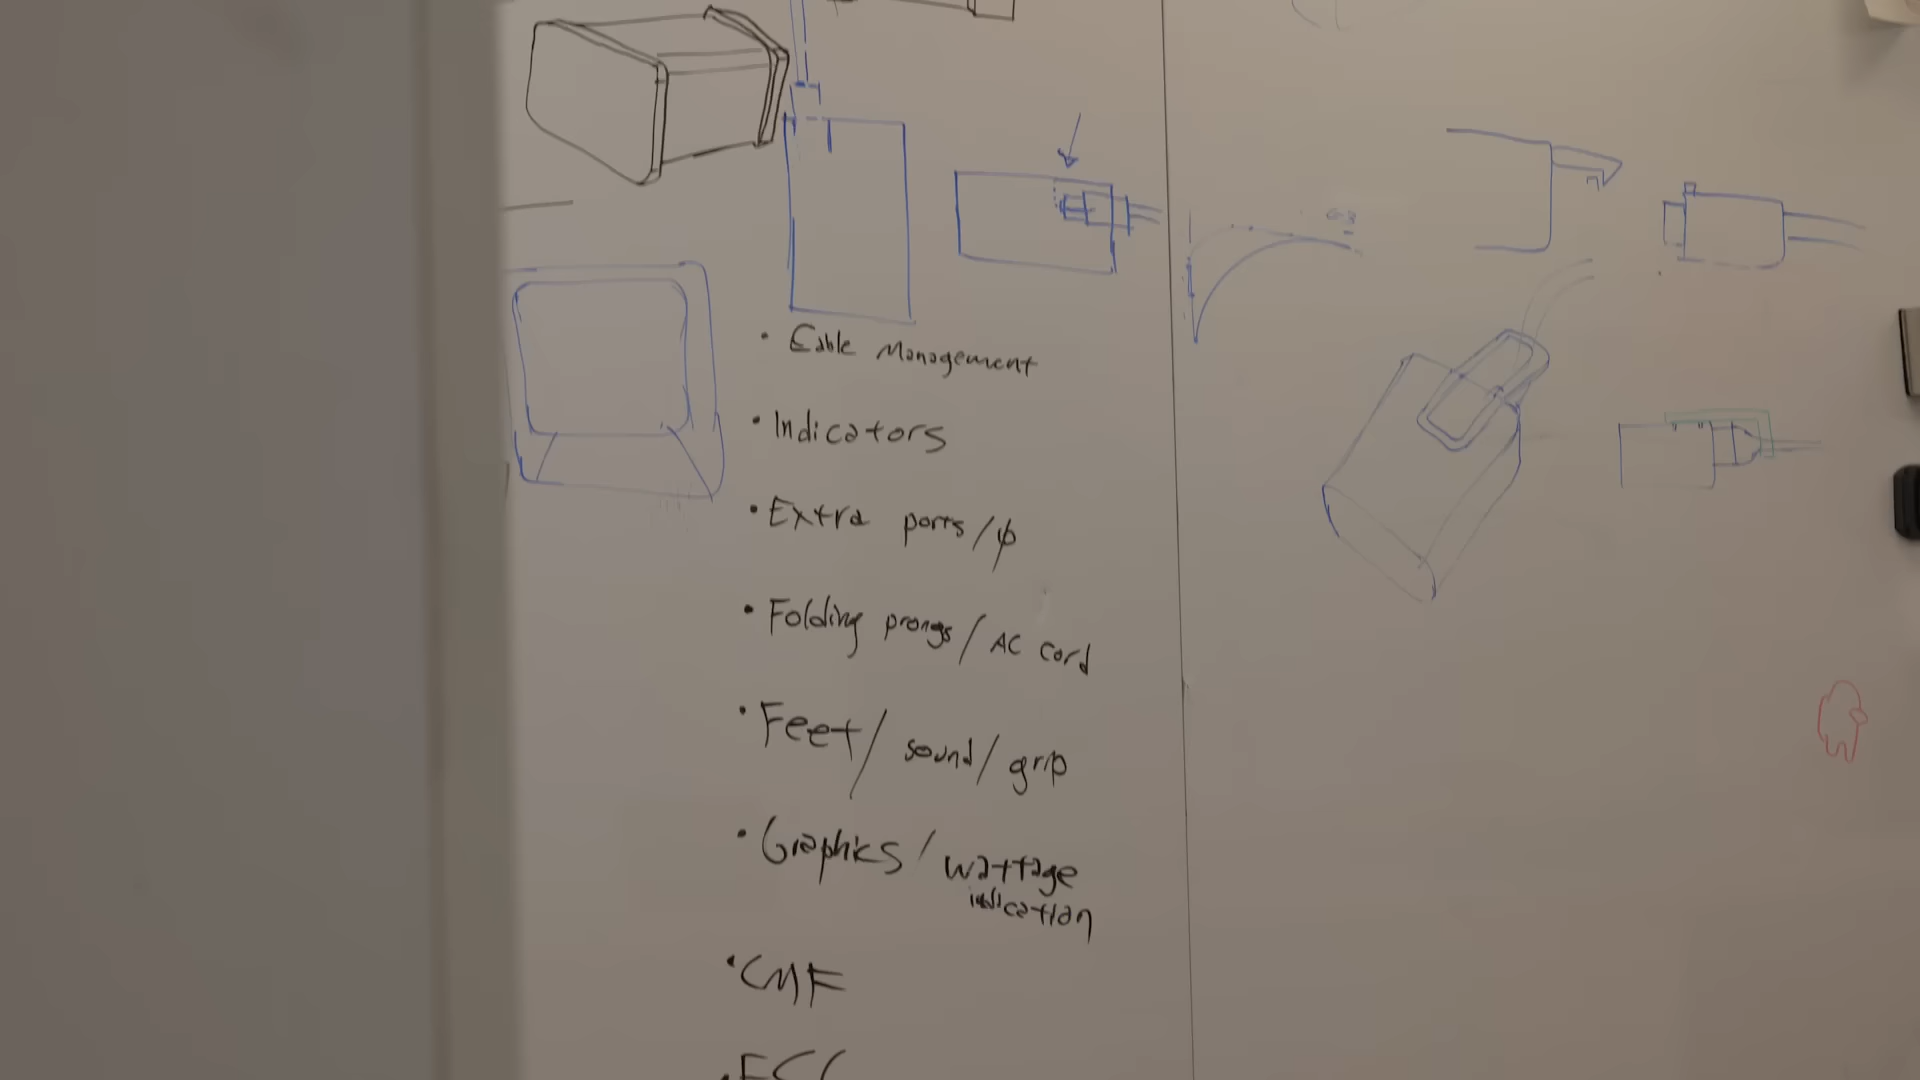 • Cable Management
• Indicators
• Extra ports/
• Folding prongs / AC cord
• Feet / sound / grip
• Graphics / wattage
indication
• CMF